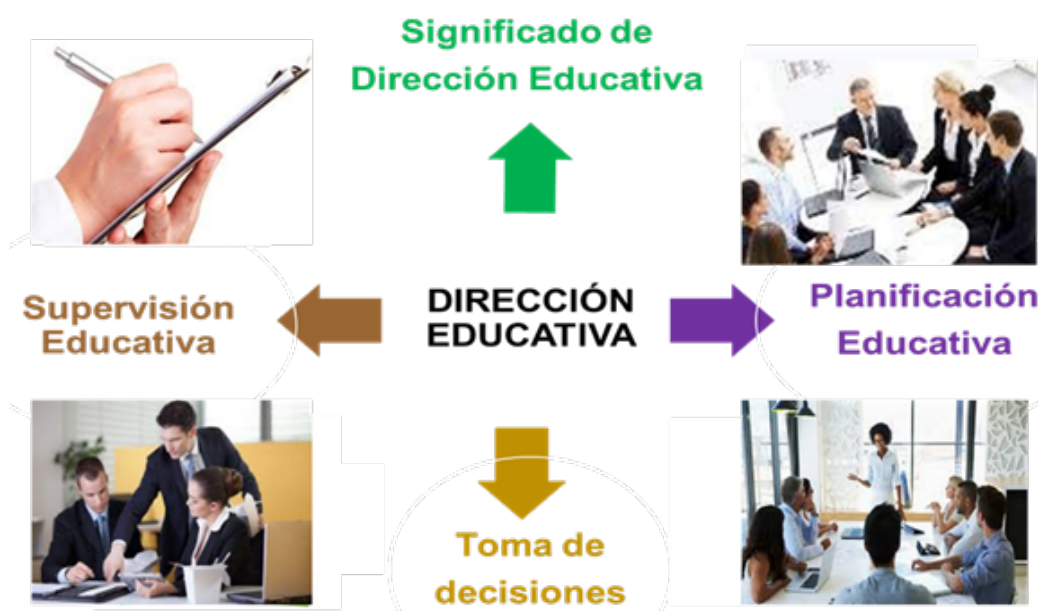 Significado de
Dirección Educativa
Supervisión
Educativa
DIRECCIÓN
EDUCATIVA
Planificación
Educativa
Toma de
decisiones